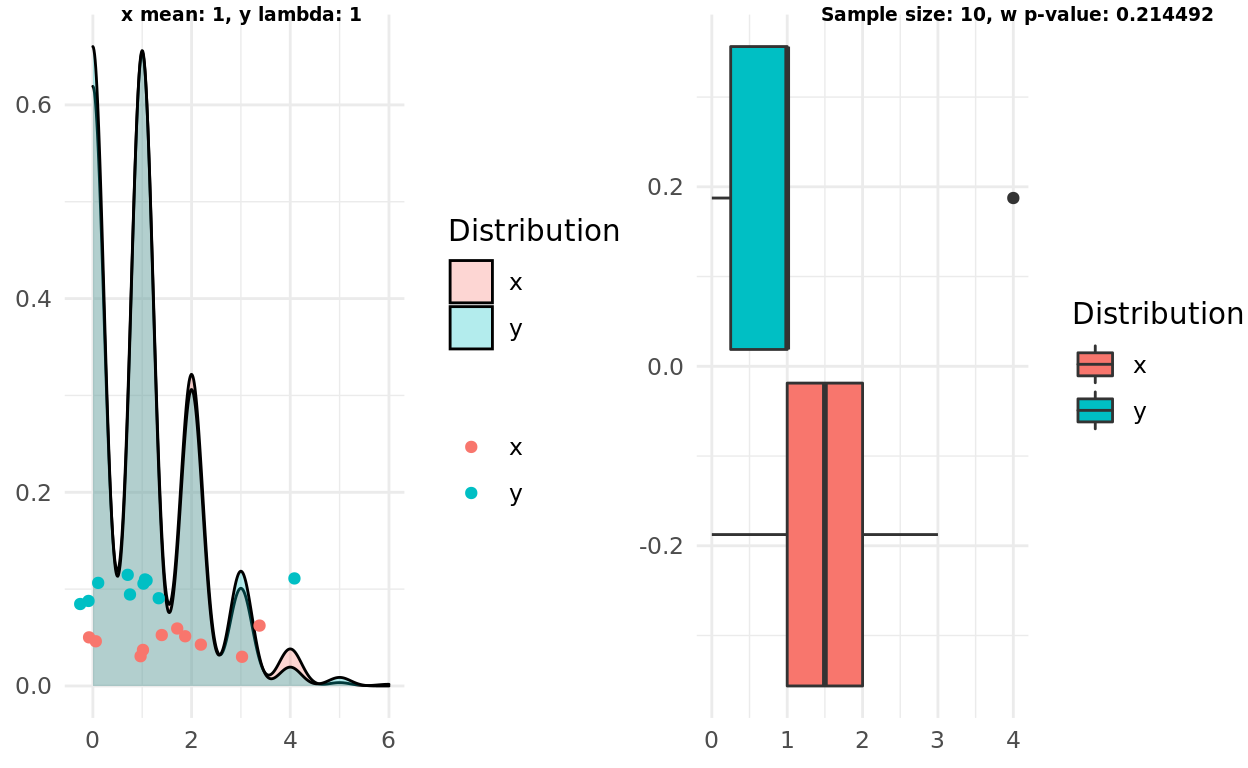 x mean: 1, y lambda: 1
0.6
0.4
0.2
0.0
0
2
4
6
Distribution
x
y
x
y
Sample size: 10, w p-value: 0.214492
0.2
0.0
-0.2
0
1
2
3
4
Distribution
x
y